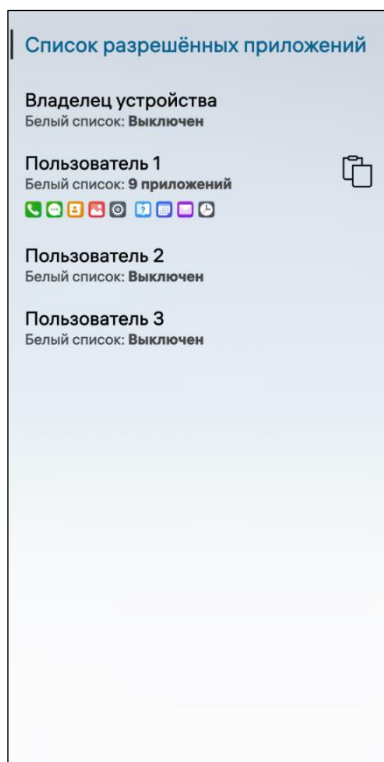 Список разрешённых приложений
Владелец устройства
Белый список: Выключен
Пользователь 1
Белый список: 9 приложений
Пользователь 2
Белый список: Выключен
Пользователь 3
Белый список: Выключен